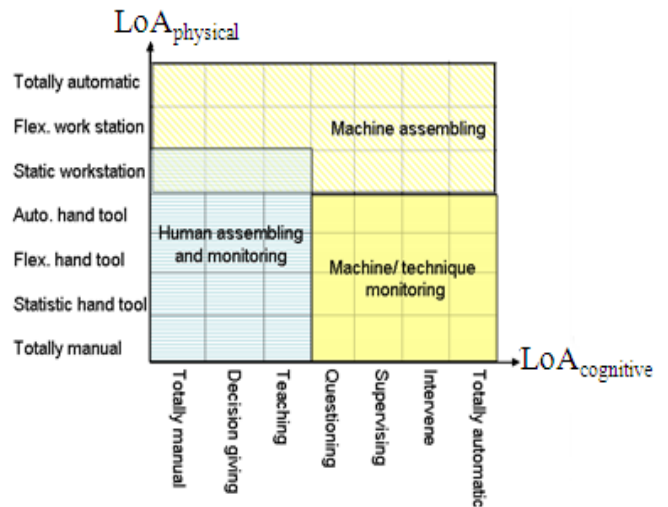 LoAphysical
Totally automatic
Flex. work station
Machine assembling
Static workstation
Auto. hand tool
Human assembling
and monitoring
Flex. hand tool
Machine/ technique
monitoring
Statistic hand tool
Totally manual
LoAcognitive
Totally manual
Decision giving
Teaching
Questioning
Supervising
Intervene
Totally automatic